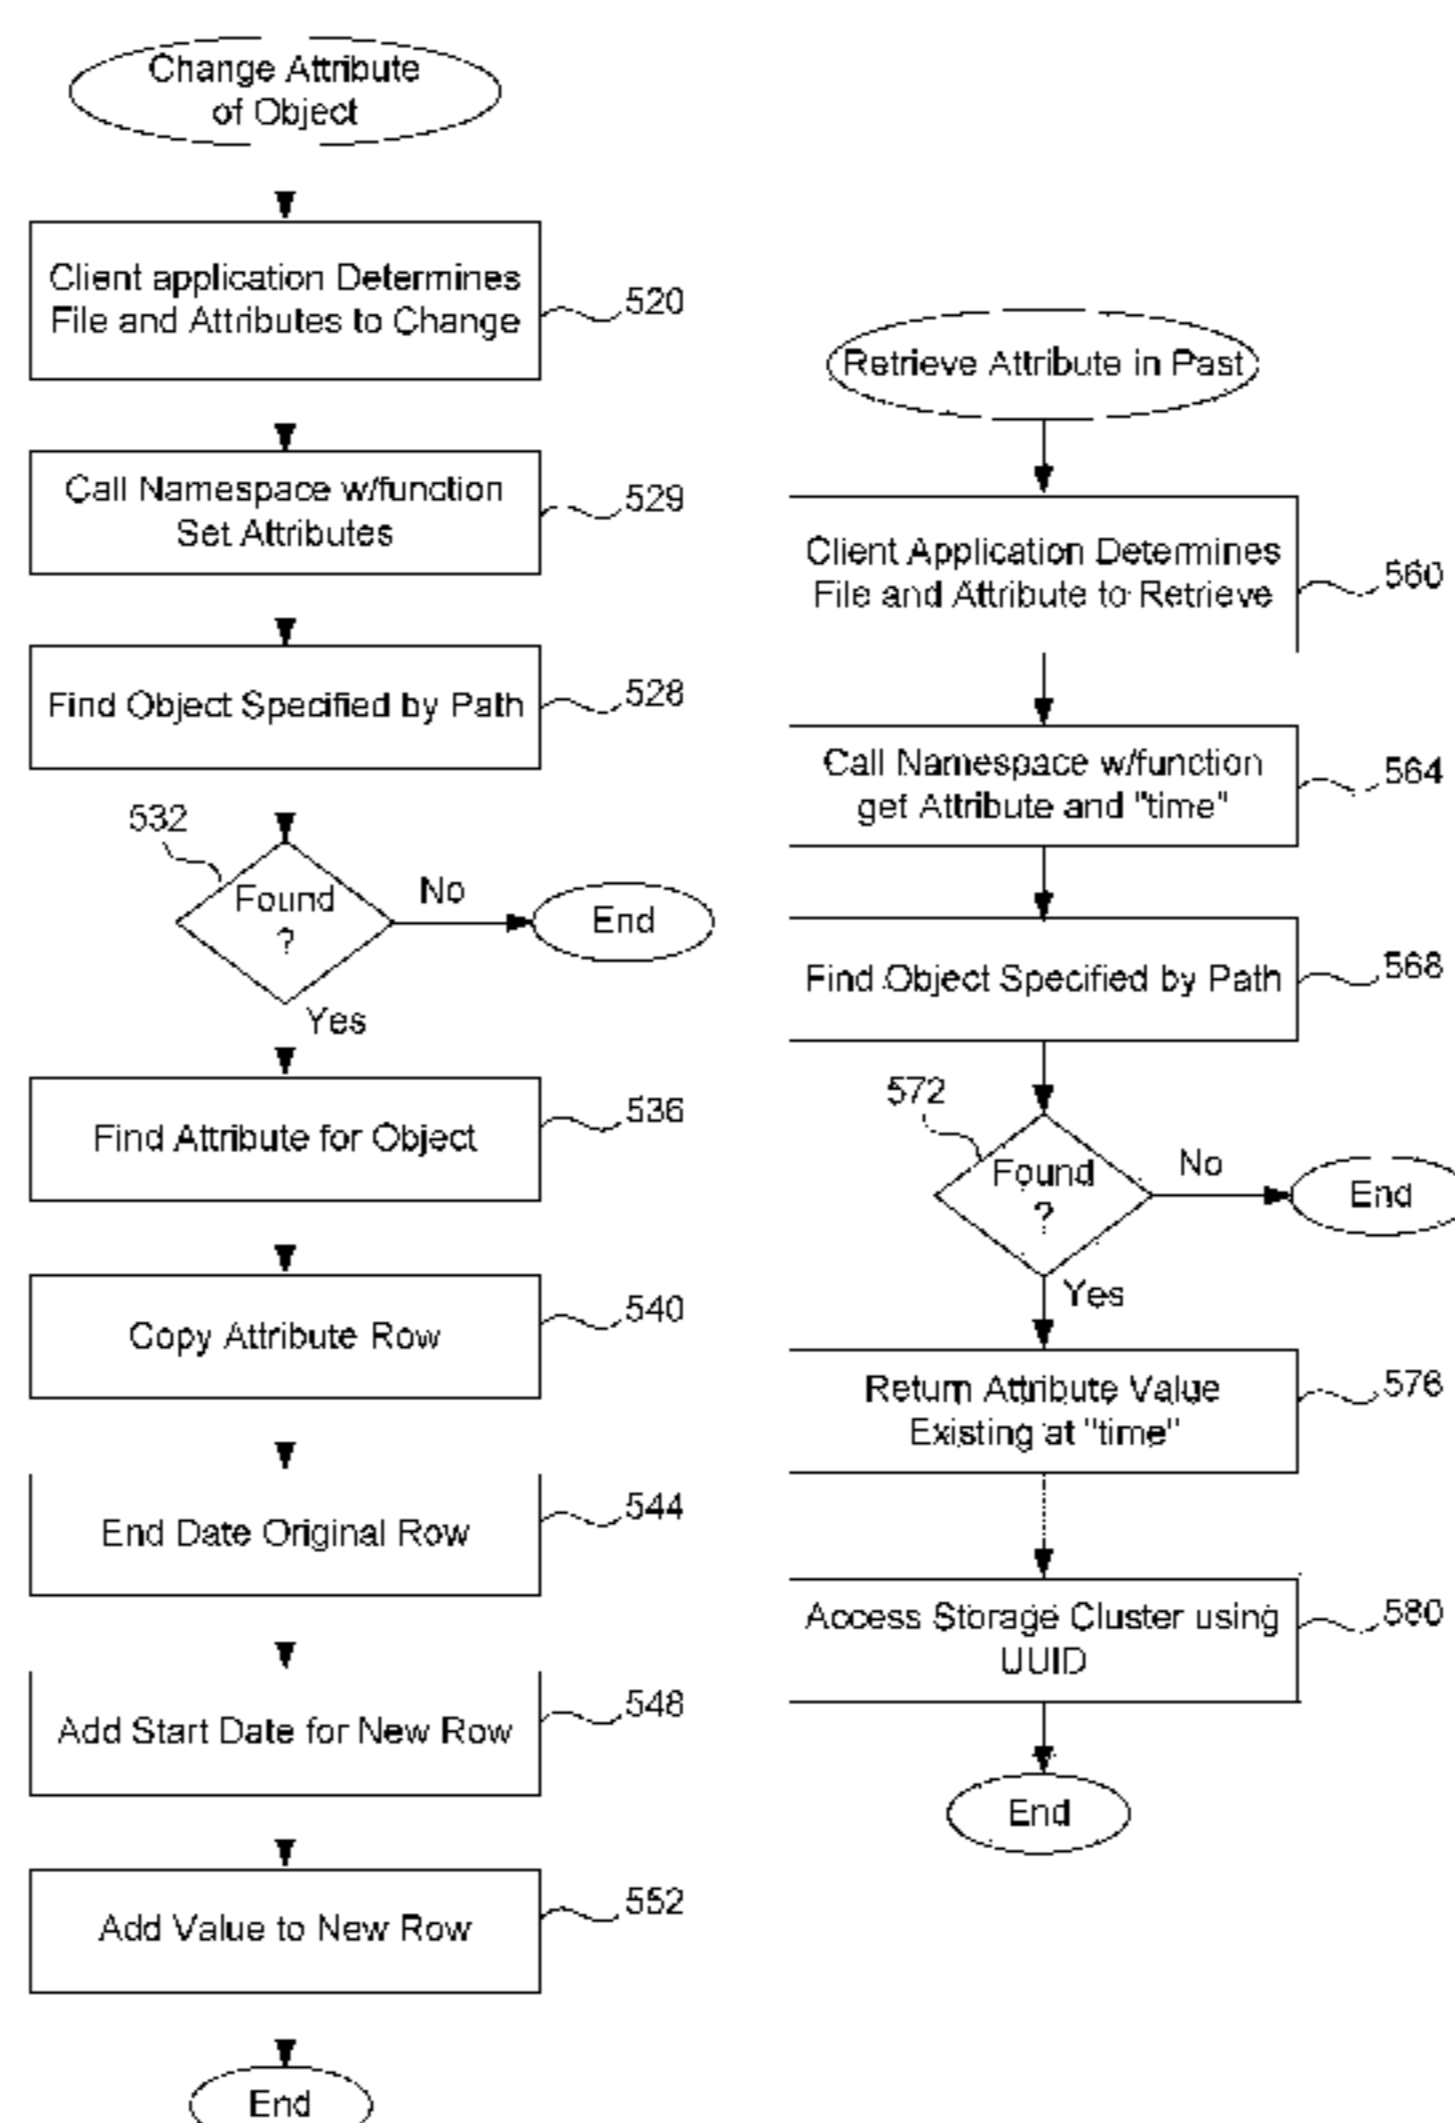 Change Attribute
of Object
Client application Determines
File and Attributes to Change
520
Call Namespace w/function
Set Attributes
529
Find Object Specified by Path
528
532
Found
?
No
End
Yes
Find Attribute for Object
536
Copy Attribute Row
540
End Date Original Row
544
Add Start Date for New Row
548
Add Value to New Row
552
End
Retrieve Attribute in Past
Client Application Determines
File and Attribute to Retrieve
560
Call Namespace w/function
get Attribute and "time"
564
Find Object Specified by Path
568
572
Found
?
No
End
Yes
Return Attribute Value
Existing at "time"
576
Access Storage Cluster using
UUID
580
End